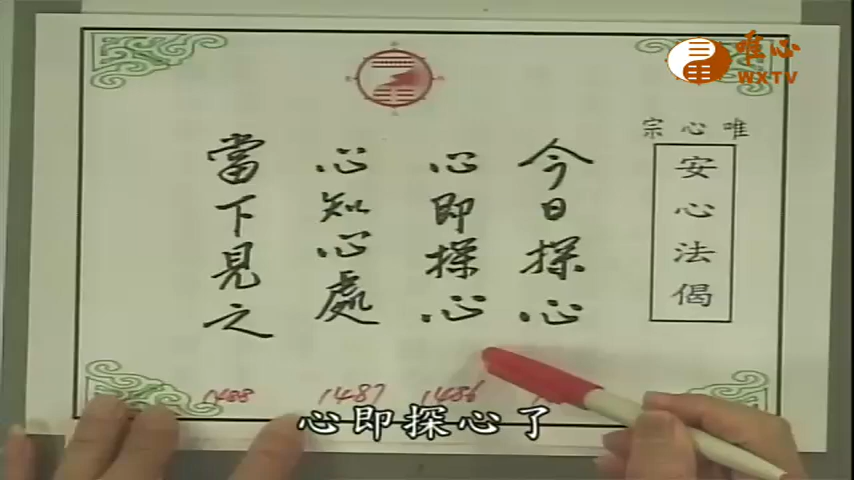 唯心
WXTV
唯心宗
安心法偈
今日探心
心即探心
心知心處
當下見之
1486
1487
1488
心即探心了